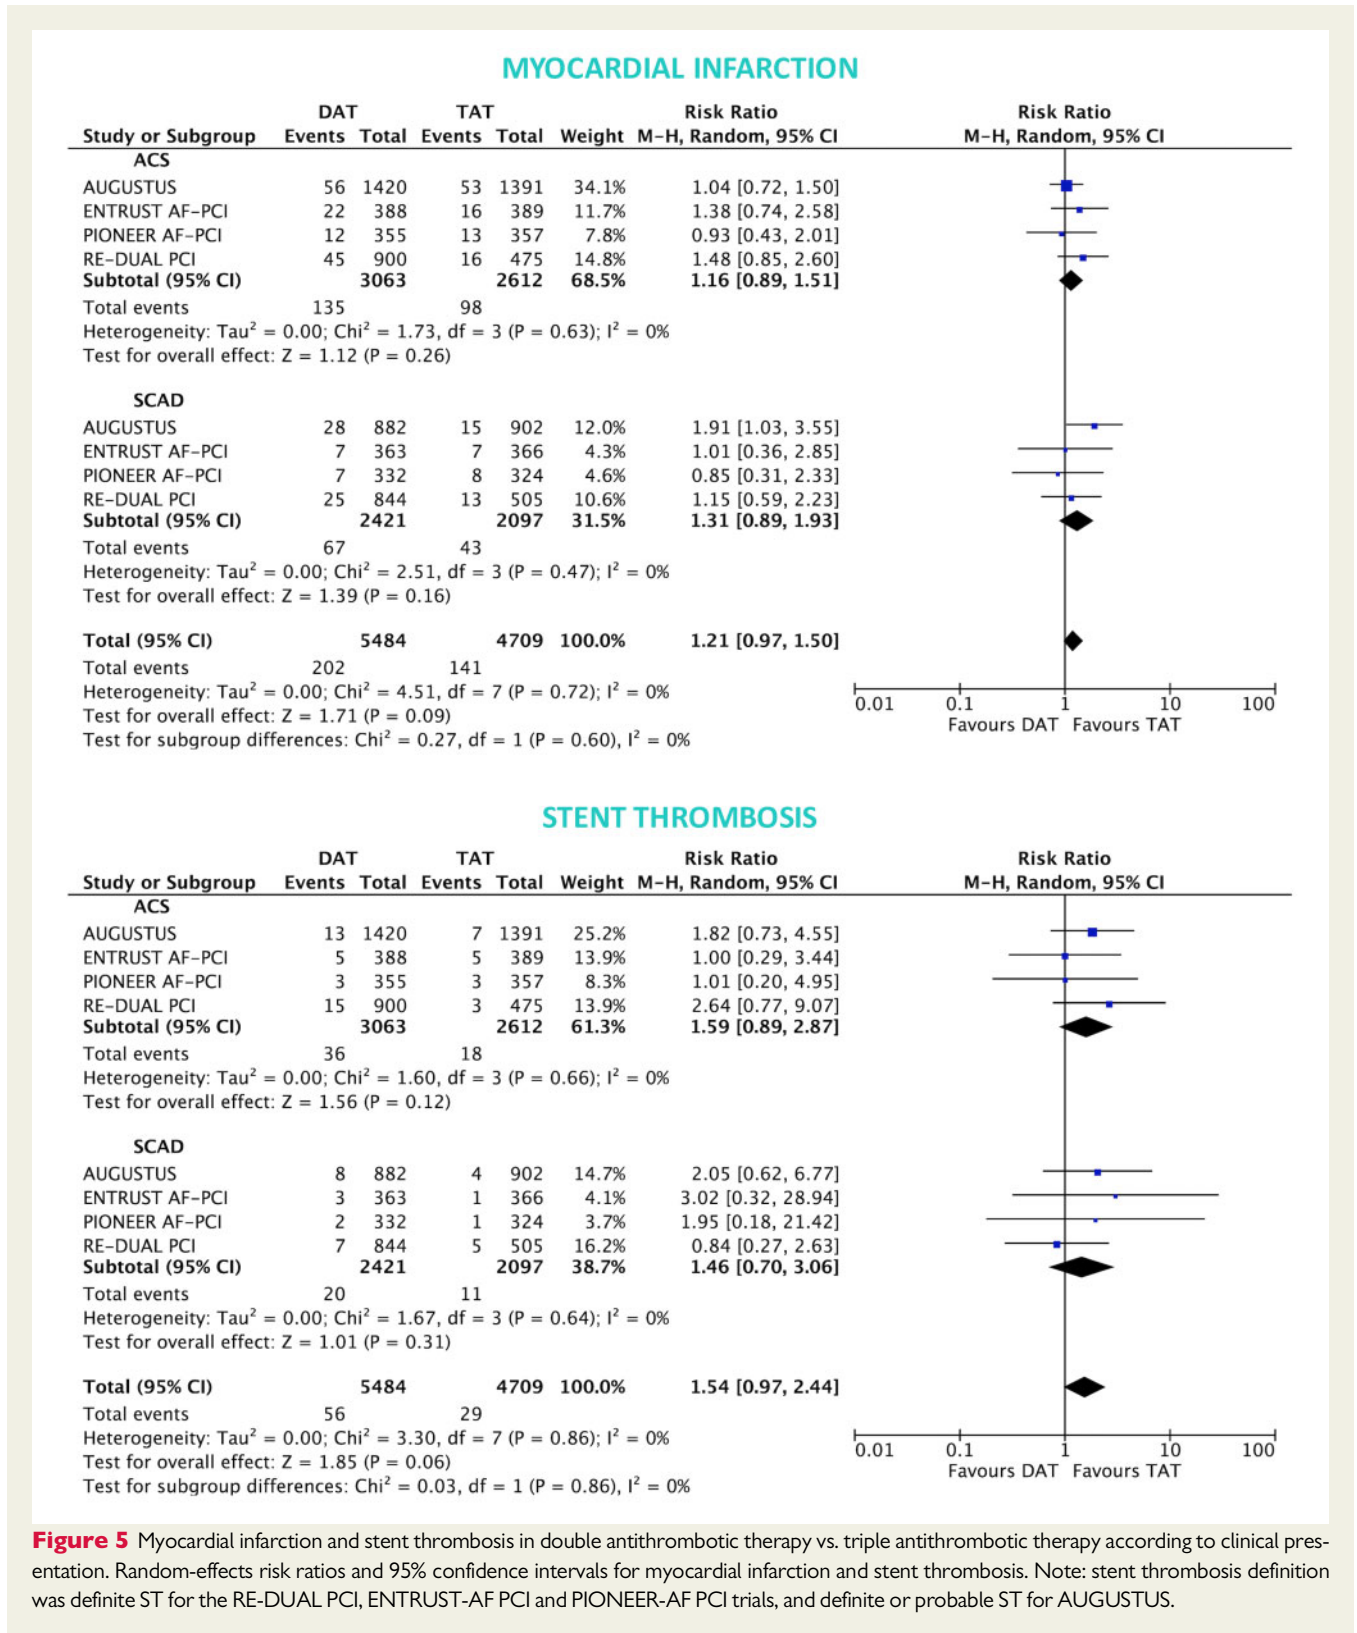 MYOCARDIAL INFARCTION
DAT TAT Risk Ratio Risk Ratio
Study or Subgroup Events Total Events Total Weight M–H, Random, 95% CI M–H, Random, 95% CI
ACS
AUGUSTUS 56 1420 53 1391 34.1% 1.04 [0.72, 1.50]
ENTRUST AF–PCI 22 388 16 389 11.7% 1.38 [0.74, 2.58]
PIONEER AF–PCI 12 355 13 357 7.8% 0.93 [0.43, 2.01]
RE–DUAL PCI 45 900 16 475 14.8% 1.48 [0.85, 2.60]
Subtotal (95% CI) 3063 2612 68.5% 1.16 [0.89, 1.51]
Total events 135 98
Heterogeneity: Tau² = 0.00; Chi² = 1.73, df = 3 (P = 0.63); I² = 0%
Test for overall effect: Z = 1.12 (P = 0.26)
SCAD
AUGUSTUS 28 882 15 902 12.0% 1.91 [1.03, 3.55]
ENTRUST AF–PCI 7 363 7 366 4.3% 1.01 [0.36, 2.85]
PIONEER AF–PCI 7 332 8 324 4.6% 0.85 [0.31, 2.33]
RE–DUAL PCI 25 844 13 505 10.6% 1.15 [0.59, 2.23]
Subtotal (95% CI) 2421 2097 31.5% 1.31 [0.89, 1.93]
Total events 67 43
Heterogeneity: Tau² = 0.00; Chi² = 2.51, df = 3 (P = 0.47); I² = 0%
Test for overall effect: Z = 1.39 (P = 0.16)
Total (95% CI) 5484 4709 100.0% 1.21 [0.97, 1.50]
Total events 202 141
Heterogeneity: Tau² = 0.00; Chi² = 4.51, df = 7 (P = 0.72); I² = 0%
Test for overall effect: Z = 1.71 (P = 0.09)
Test for subgroup differences: Chi² = 0.27, df = 1 (P = 0.60), I² = 0%
0.01 0.1 1 10 100
Favours DAT Favours TAT
STENT THROMBOSIS
DAT TAT Risk Ratio Risk Ratio
Study or Subgroup Events Total Events Total Weight M–H, Random, 95% CI M–H, Random, 95% CI
ACS
AUGUSTUS 13 1420 7 1391 25.2% 1.82 [0.73, 4.55]
ENTRUST AF–PCI 5 388 5 389 13.9% 1.00 [0.29, 3.44]
PIONEER AF–PCI 3 355 3 357 8.3% 1.01 [0.20, 4.95]
RE–DUAL PCI 15 900 3 475 13.9% 2.64 [0.77, 9.07]
Subtotal (95% CI) 3063 2612 61.3% 1.59 [0.89, 2.87]
Total events 36 18
Heterogeneity: Tau² = 0.00; Chi² = 1.60, df = 3 (P = 0.66); I² = 0%
Test for overall effect: Z = 1.56 (P = 0.12)
SCAD
AUGUSTUS 8 882 4 902 14.7% 2.05 [0.62, 6.77]
ENTRUST AF–PCI 3 363 1 366 4.1% 3.02 [0.32, 28.94]
PIONEER AF–PCI 2 332 1 324 3.7% 1.95 [0.18, 21.42]
RE–DUAL PCI 7 844 5 505 16.2% 0.84 [0.27, 2.63]
Subtotal (95% CI) 2421 2097 38.7% 1.46 [0.70, 3.06]
Total events 20 11
Heterogeneity: Tau² = 0.00; Chi² = 1.67, df = 3 (P = 0.64); I² = 0%
Test for overall effect: Z = 1.01 (P = 0.31)
Total (95% CI) 5484 4709 100.0% 1.54 [0.97, 2.44]
Total events 56 29
Heterogeneity: Tau² = 0.00; Chi² = 3.30, df = 7 (P = 0.86); I² = 0%
Test for overall effect: Z = 1.85 (P = 0.06)
Test for subgroup differences: Chi² = 0.03, df = 1 (P = 0.86), I² = 0%
0.01 0.1 1 10 100
Favours DAT Favours TAT
Figure 5 Myocardial infarction and stent thrombosis in double antithrombotic therapy vs. triple antithrombotic therapy according to clinical pres-
entation. Random-effects risk ratios and 95% confidence intervals for myocardial infarction and stent thrombosis. Note: stent thrombosis definition
was definite ST for the RE-DUAL PCI, ENTRUST-AF PCI and PIONEER-AF PCI trials, and definite or probable ST for AUGUSTUS.